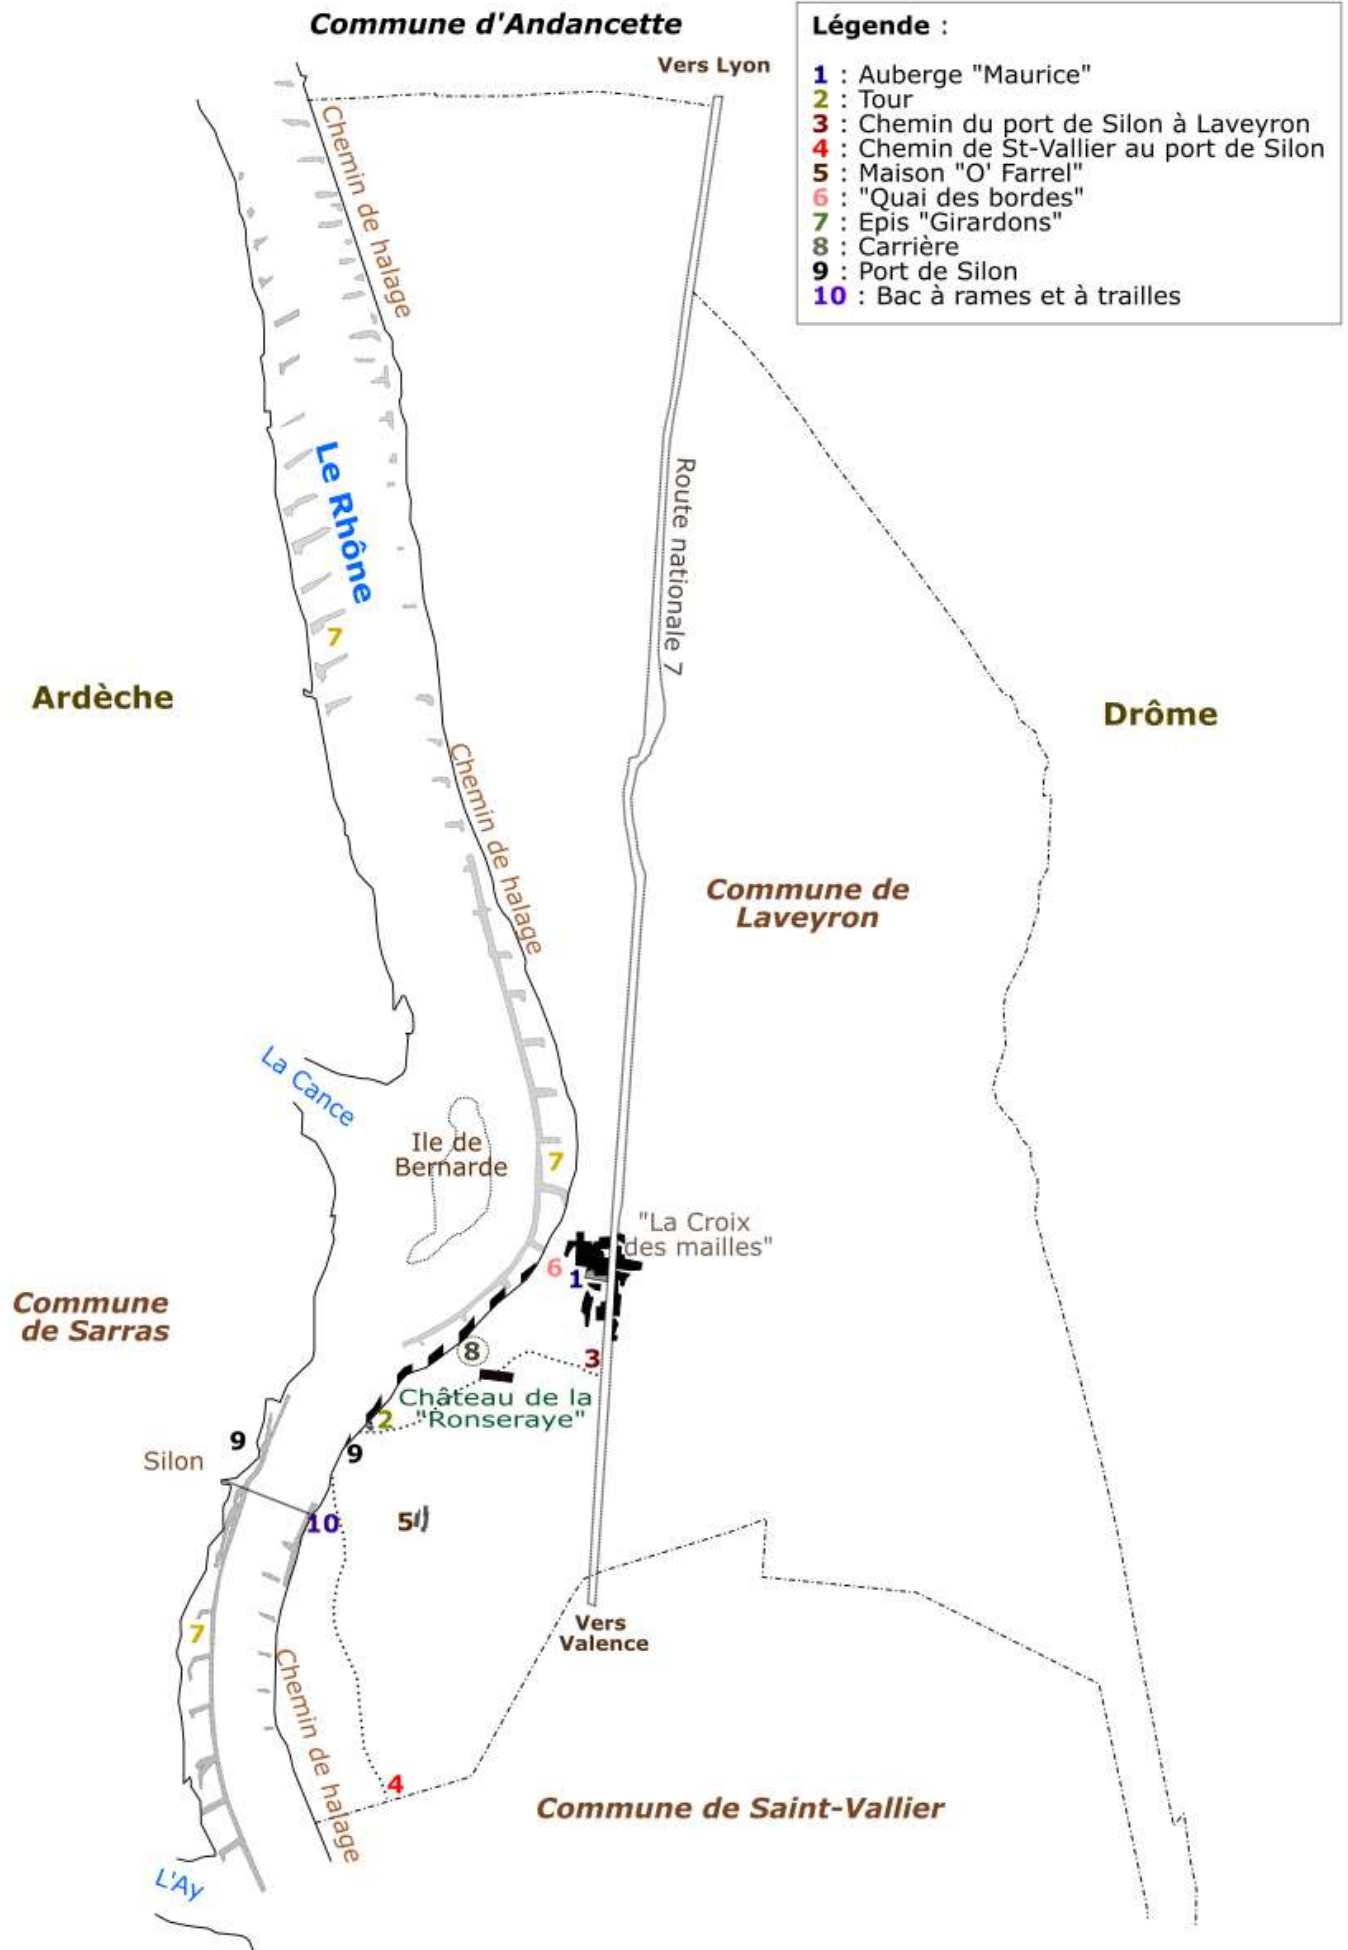 Commune d'Andancette
Légende :
1 : Auberge "Maurice"
2 : Tour
3 : Chemin du port de Silon à Laveyron
4 : Chemin de St-Vallier au port de Silon
5 : Maison "O' Farrel"
6 : "Quai des bordes"
7 : Epis "Girardons"
8 : Carrière
9 : Port de Silon
10 : Bac à rames et à trailles
Vers Lyon
Chemin de halage
Le Rhône
Route nationale 7
7
Ardèche
Drôme
Chemin de halage
Commune de
Laveyron
La Cance
Ile de
Bernarde
7
"La Croix
des mailles"
6
1
Commune
de Sarras
8
3
Château de la
"Ronseraye"
2
9
9
Silon
10
5
7
Vers
Valence
Chemin de halage
4
Commune de Saint-Vallier
L'Ay